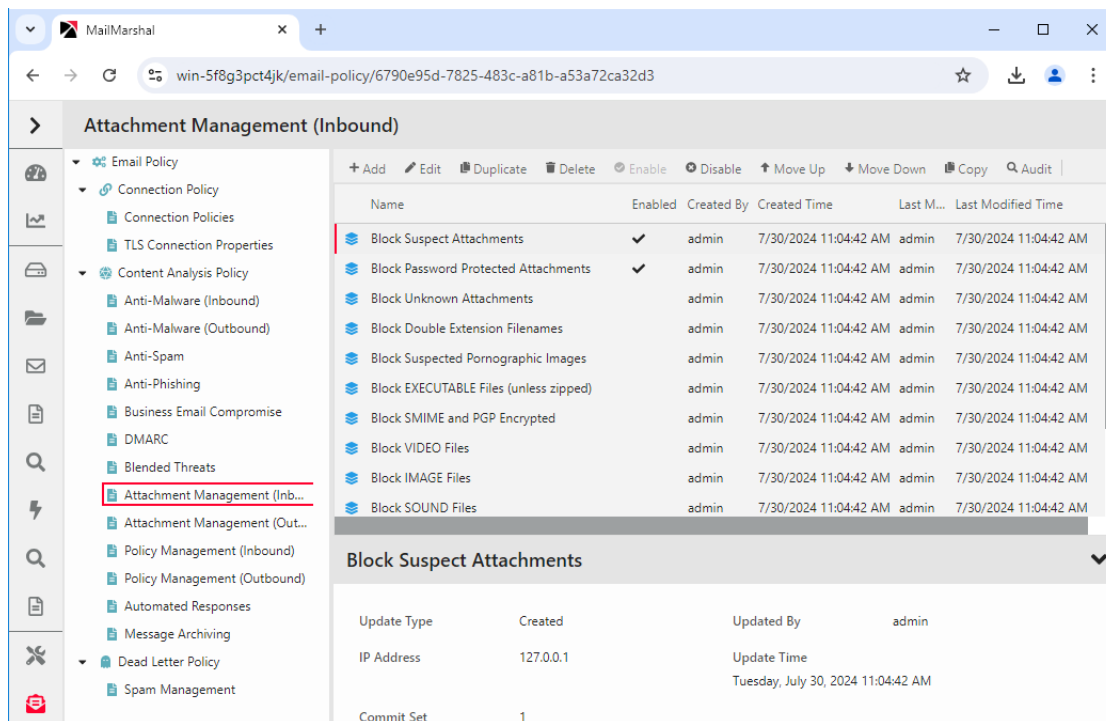 MailMarshal
win-5f8g3pct4jk/email-policy/6790e95d-7825-483c-a81b-a53a72ca32d3
Attachment Management (Inbound)
Email Policy
Connection Policy
Connection Policies
TLS Connection Properties
Content Analysis Policy
Anti-Malware (Inbound)
Anti-Malware (Outbound)
Anti-Spam
Anti-Phishing
Business Email Compromise
DMARC
Blended Threats
Attachment Management (Inb...
Attachment Management (Out...
Policy Management (Inbound)
Policy Management (Outbound)
Automated Responses
Message Archiving
Dead Letter Policy
Spam Management
Add Edit Duplicate Delete Enable Disable Move Up Move Down Copy Audit
Name Enabled Created By Created Time Last M... Last Modified Time
Block Suspect Attachments admin 7/30/2024 11:04:42 AM admin 7/30/2024 11:04:42 AM
Block Password Protected Attachments admin 7/30/2024 11:04:42 AM admin 7/30/2024 11:04:42 AM
Block Unknown Attachments admin 7/30/2024 11:04:42 AM admin 7/30/2024 11:04:42 AM
Block Double Extension Filenames admin 7/30/2024 11:04:42 AM admin 7/30/2024 11:04:42 AM
Block Suspected Pornographic Images admin 7/30/2024 11:04:42 AM admin 7/30/2024 11:04:42 AM
Block EXECUTABLE Files (unless zipped) admin 7/30/2024 11:04:42 AM admin 7/30/2024 11:04:42 AM
Block SMIME and PGP Encrypted admin 7/30/2024 11:04:42 AM admin 7/30/2024 11:04:42 AM
Block VIDEO Files admin 7/30/2024 11:04:42 AM admin 7/30/2024 11:04:42 AM
Block IMAGE Files admin 7/30/2024 11:04:42 AM admin 7/30/2024 11:04:42 AM
Block SOUND Files admin 7/30/2024 11:04:42 AM admin 7/30/2024 11:04:42 AM
Block Suspect Attachments
Update Type Created Updated By admin
IP Address 127.0.0.1 Update Time
Tuesday, July 30, 2024 11:04:42 AM
Commit Set 1